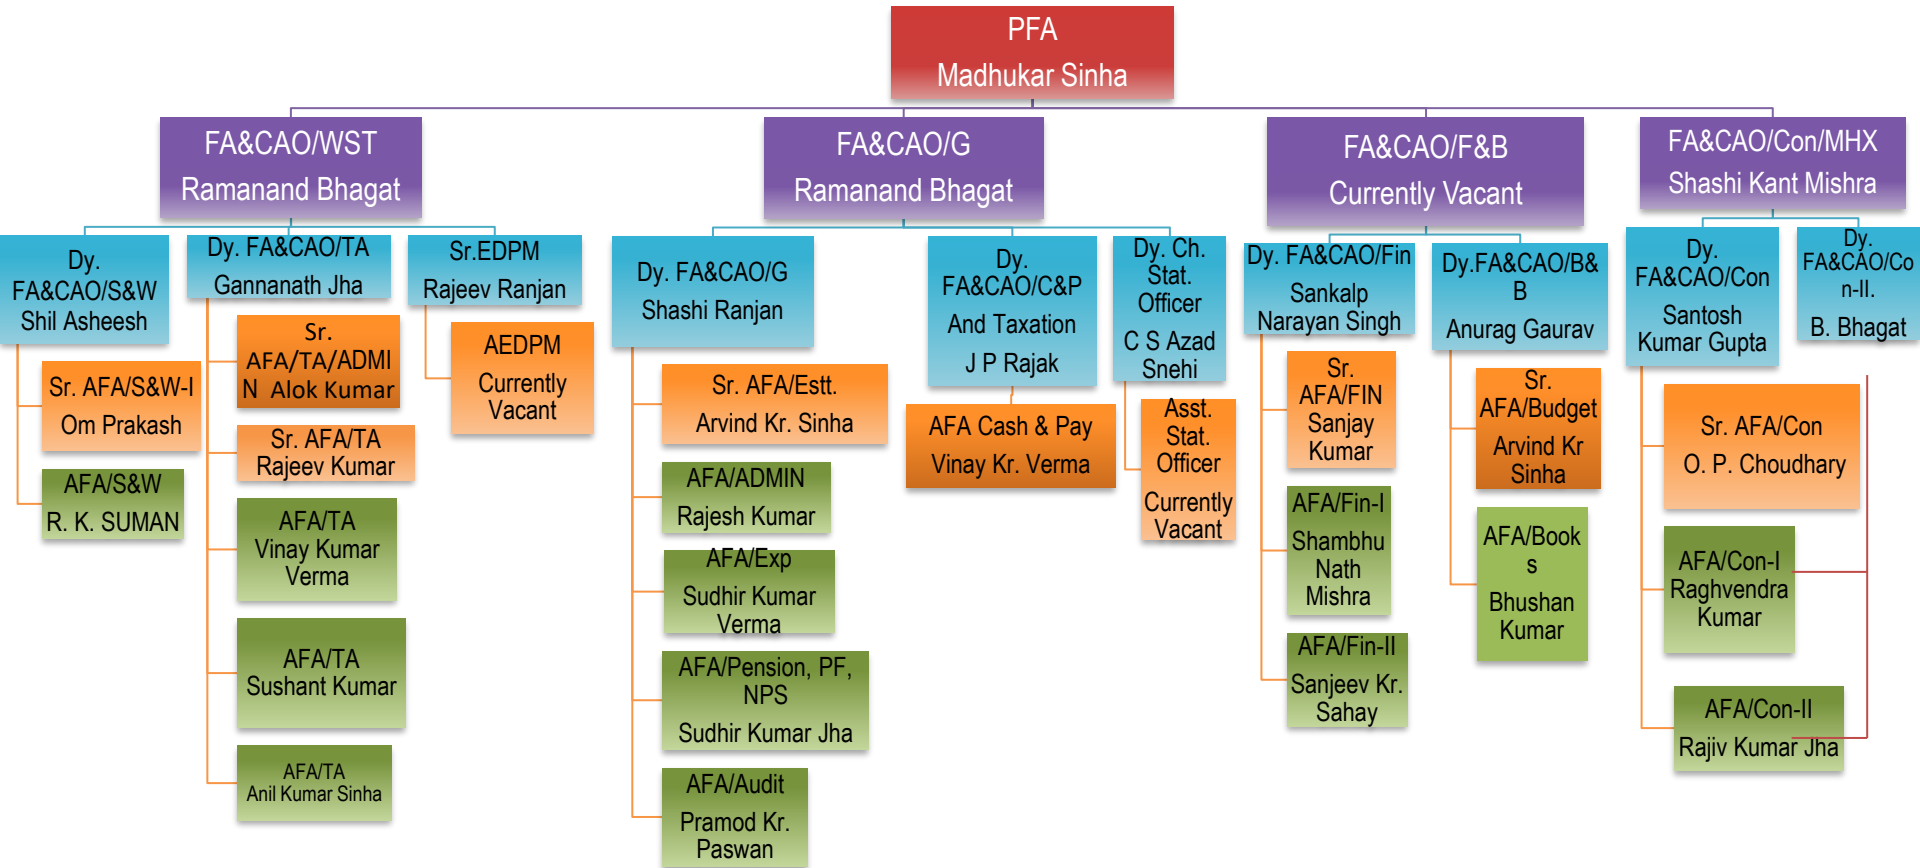 PFA
Madhukar Sinha
FA&CAO/WST
Ramanand Bhagat
FA&CAO/G
Ramanand Bhagat
FA&CAO/F&B
Currently Vacant
FA&CAO/Con/MHX
Shashi Kant Mishra
Dy.
FA&CAO/S&W
Shil Asheesh
Sr. AFA/S&W-I
Om Prakash
AFA/S&W
R. K. SUMAN
Dy. FA&CAO/TA
Gannanath Jha
Sr.
AFA/TA/ADMI
N Alok Kumar
Sr. AFA/TA
Rajeev Kumar
AFA/TA
Vinay Kumar
Verma
AFA/TA
Sushant Kumar
AFA/TA
Anil Kumar Sinha
Sr.EDPM
Rajeev Ranjan
AEDPM
Currently
Vacant
Dy. FA&CAO/G
Shashi Ranjan
Sr. AFA/Estt.
Arvind Kr. Sinha
AFA/ADMIN
Rajesh Kumar
AFA/Exp
Sudhir Kumar
Verma
AFA/Pension, PF,
NPS
Sudhir Kumar Jha
AFA/Audit
Pramod Kr.
Paswan
Dy.
FA&CAO/C&P
And Taxation
J P Rajak
AFA Cash & Pay
Vinay Kr. Verma
Dy. Ch.
Stat.
Officer
C S Azad
Snehi
Asst.
Stat.
Officer
Currently
Vacant
Dy. FA&CAO/Fin
Sankalp
Narayan Singh
Sr.
AFA/FIN
Sanjay
Kumar
AFA/Fin-I
Shambhu
Nath
Mishra
AFA/Fin-II
Sanjeev Kr.
Sahay
Dy.FA&CAO/B&
B
Anurag Gaurav
Sr.
AFA/Budget
Arvind Kr
Sinha
AFA/Book
s
Bhushan
Kumar
Dy.
FA&CAO/Con
Santosh
Kumar Gupta
Sr. AFA/Con
O. P. Choudhary
AFA/Con-I
Raghvendra
Kumar
AFA/Con-II
Rajiv Kumar Jha
Dy.
FA&CAO/Co
n-II.
B. Bhagat